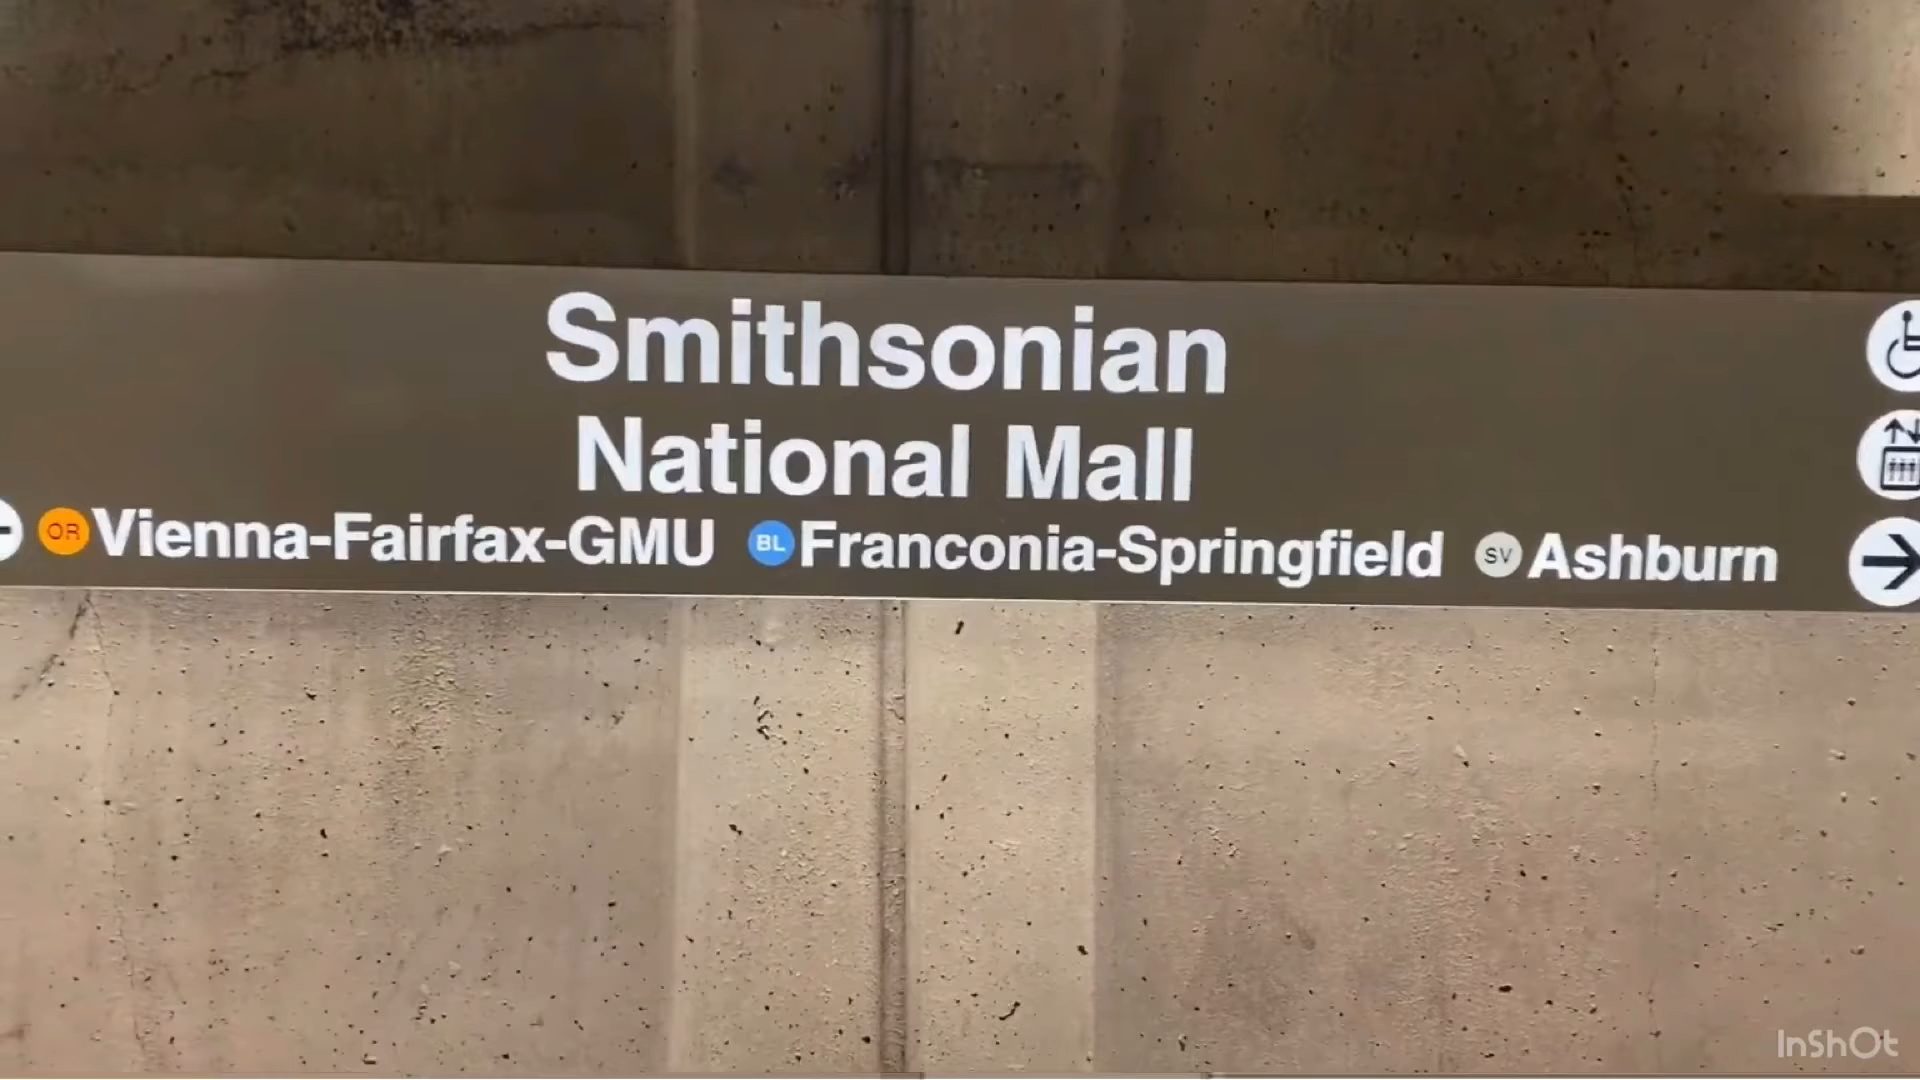 Smithsonian
National Mall
OR Vienna-Fairfax-GMU BL Franconia-Springfield SV Ashburn
InShOt